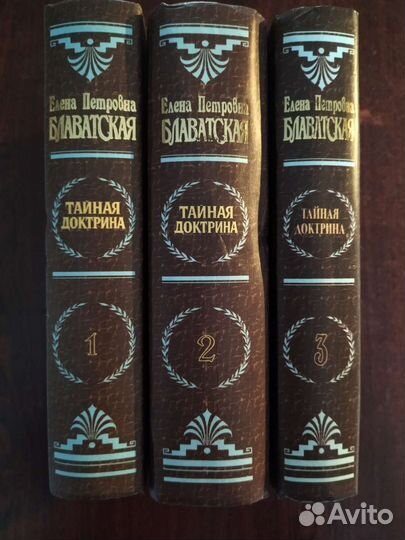 Елена Петровна
БЛАВАТСКАЯ
ТАЙНАЯ
ДОКТРИНА
1
Елена Петровна
БЛАВАТСКАЯ
ТАЙНАЯ
ДОКТРИНА
2
Елена Петровна
БЛАВАТСКАЯ
ТАЙНАЯ
ДОКТРИНА
3
Avito